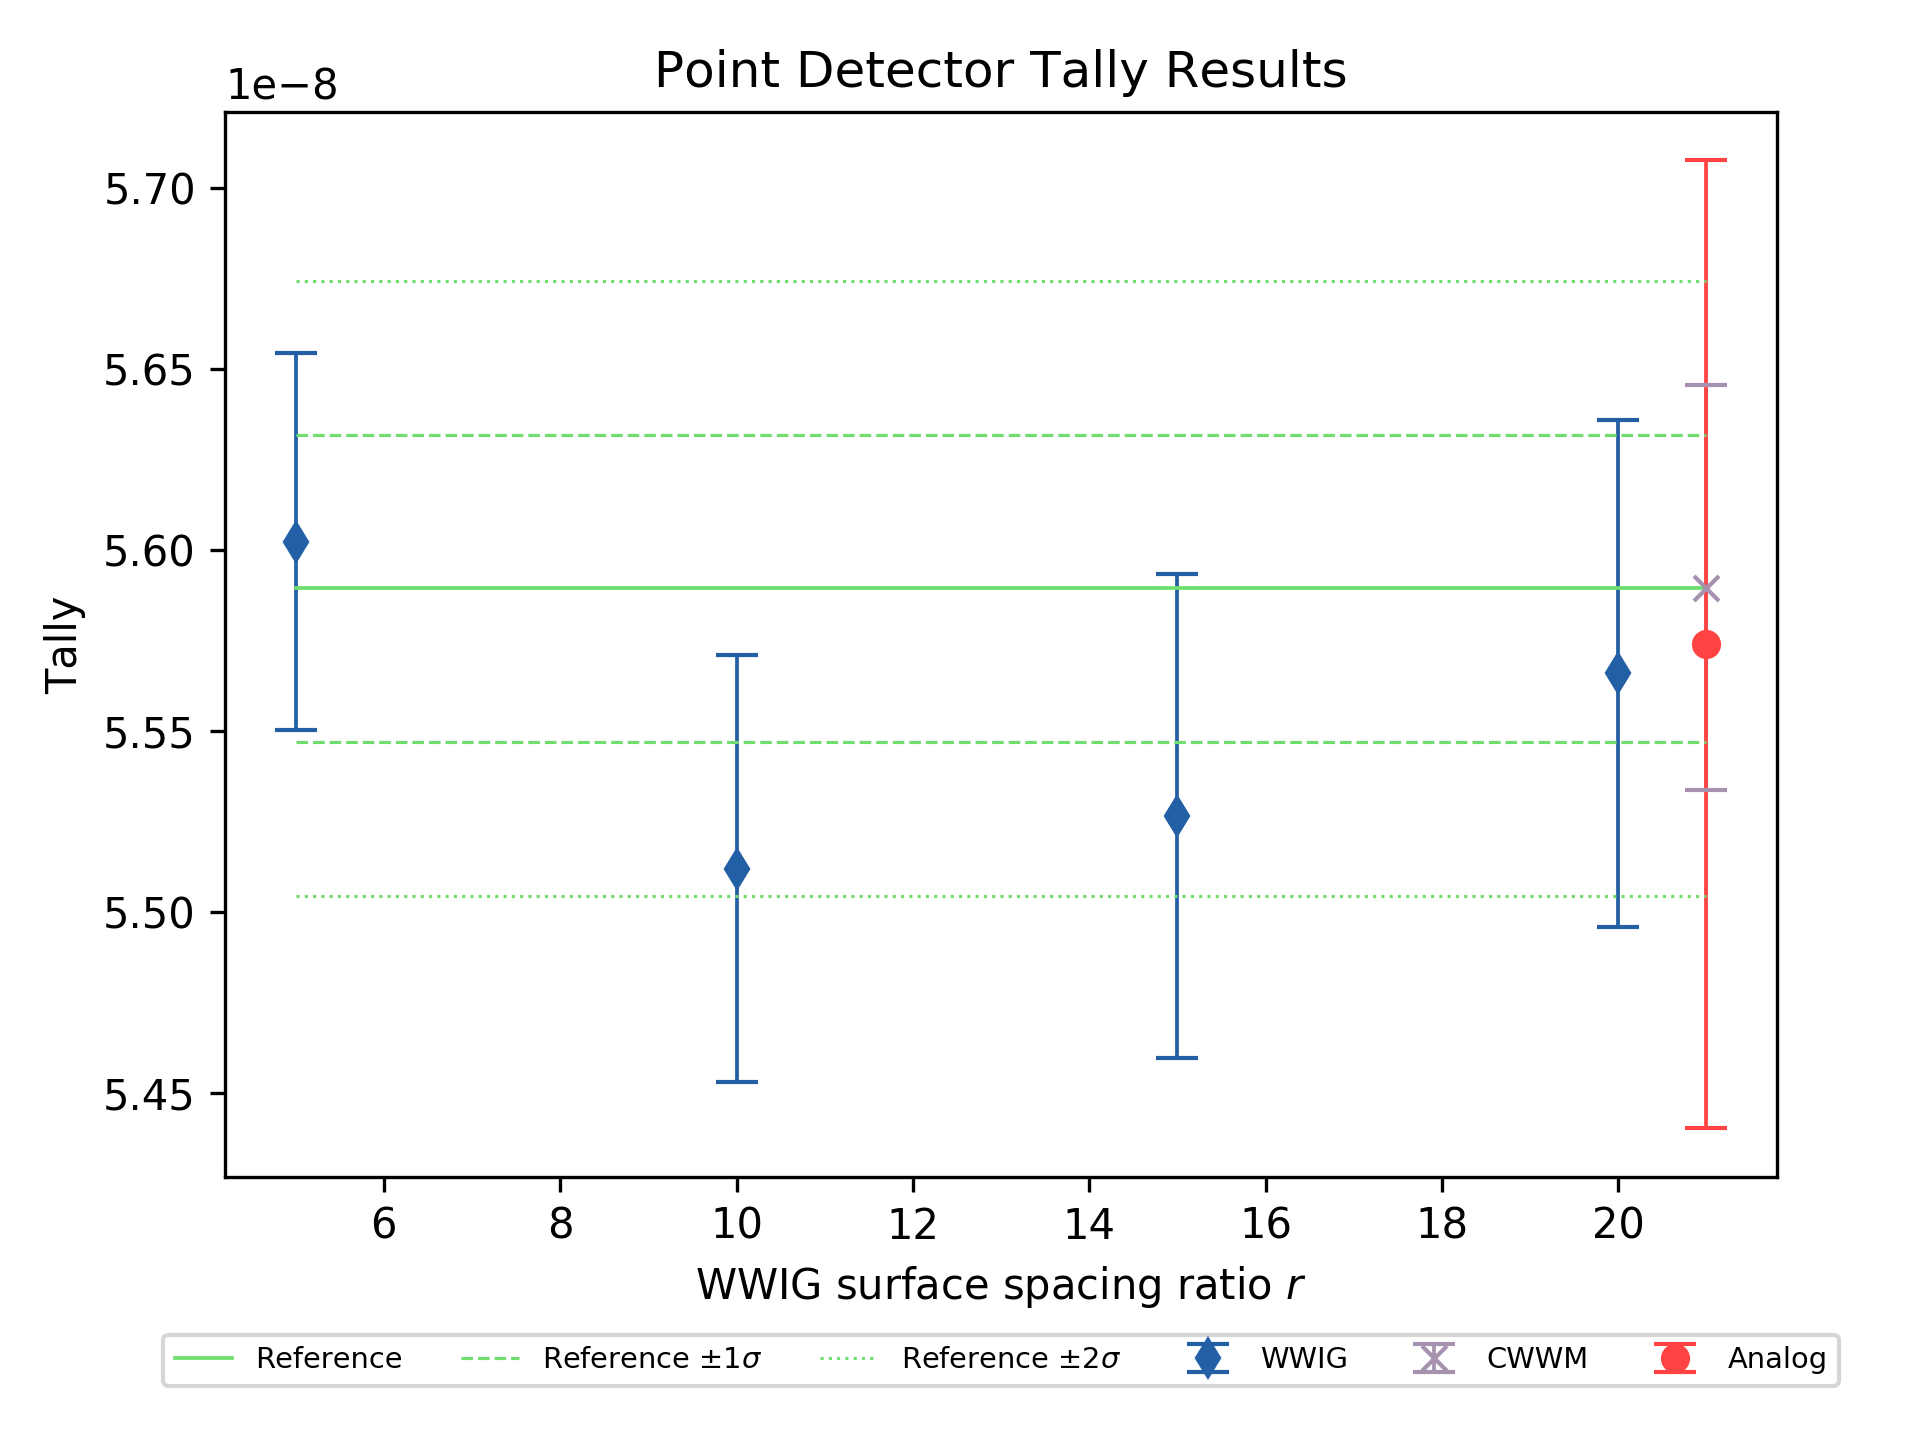 Point Detector Tally Results
1e−8
5.70
5.65
5.60
5.55
5.50
5.45
Tally
6 8 10 12 14 16 18 20
WWIG surface spacing ratio r
Reference Reference ±1σ Reference ±2σ WWIG CWWM Analog